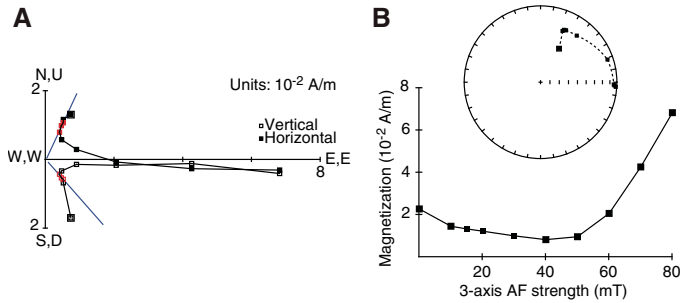 A
N,U
2
Units: 10-2 A/m
Vertical
Horizontal
W,W
E,E
8
2
S,D
B
8
6
4
2
Magnetization (10-2 A/m)
20
40
60
80
3-axis AF strength (mT)